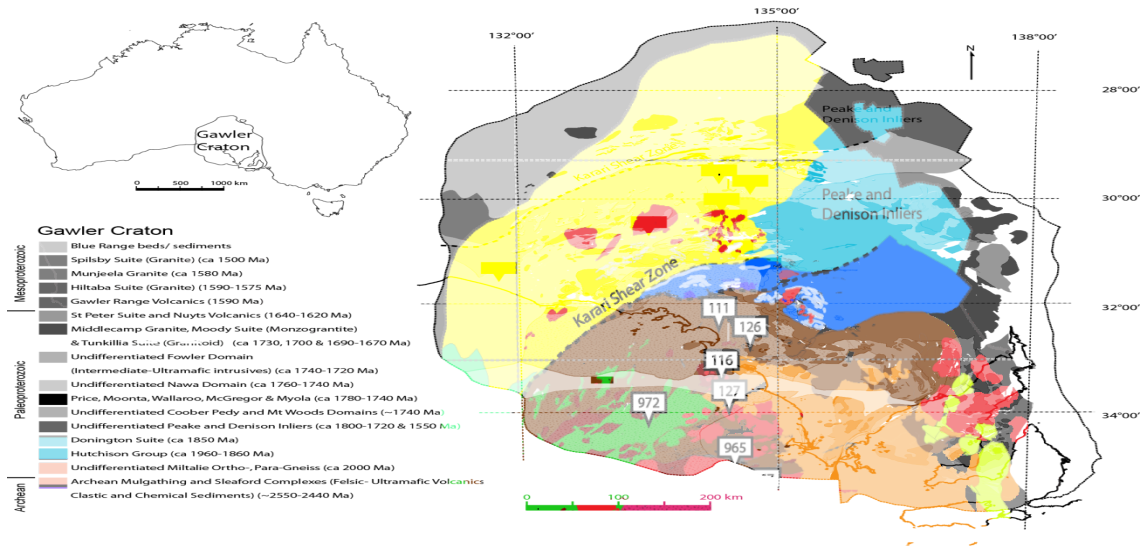 135°00'
132°00'
138°00'
N
28°00'
30°00'
32°00'
34°00'
Gawler
Craton
0 500 1000 km
Peake and
Denison Inliers
Peake and
Denison Inliers
Karari Shear Zone
111
126
116
127
972
965
0 100 200 km
Gawler Craton
Mesoproterozoic
Blue Range beds/ sediments
Spilsby Suite (Granite) (ca 1500 Ma)
Munjeela Granite (ca 1580 Ma)
Hiltaba Suite (Granite) (1590-1575 Ma)
Gawler Range Volcanics (1590 Ma)
Paleoproterozoic
St Peter Suite and Nuyts Volcanics (1640-1620 Ma)
Middlecamp Granite, Moody Suite (Monzogranite)
& Tunkillia Suite (Granitoid) (ca 1730, 1700 & 1690-1670 Ma)
Undifferentiated Fowler Domain
(Intermediate-Ultramafic intrusives) (ca 1740-1720 Ma)
Undifferentiated Nawa Domain (ca 1760-1740 Ma)
Price, Moonta, Wallaroo, McGregor & Myola (ca 1780-1740 Ma)
Undifferentiated Coober Pedy and Mt Woods Domains (~1740 Ma)
Undifferentiated Peake and Denison Inliers (ca 1800-1720 & 1550 Ma)
Donington Suite (ca 1850 Ma)
Hutchison Group (ca 1960-1860 Ma)
Undifferentiated Miltalie Ortho-, Para-Gneiss (ca 2000 Ma)
Archean
Archean Mulgathing and Sleaford Complexes (Felsic- Ultramafic Volcanics
Clastic and Chemical Sediments) (~2550-2440 Ma)